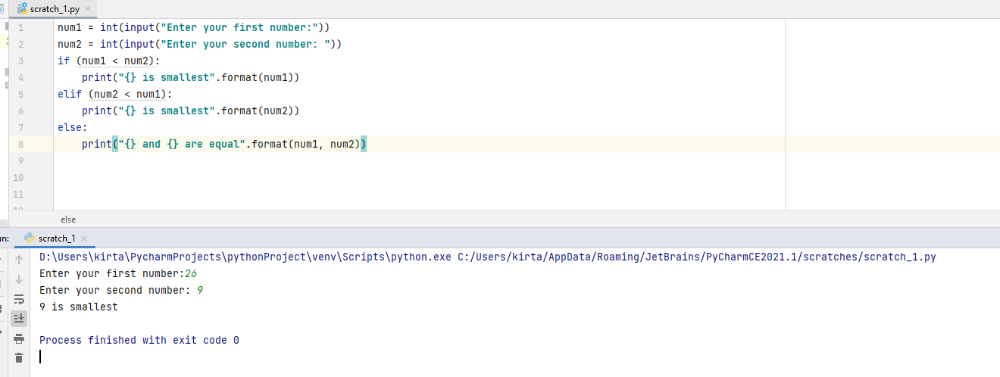 scratch_1.py
1 num1 = int(input("Enter your first number:"))
2 num2 = int(input("Enter your second number: "))
3 if (num1 < num2):
4     print("{} is smallest".format(num1))
5 elif (num2 < num1):
6     print("{} is smallest".format(num2))
7 else:
8     print("{} and {} are equal".format(num1, num2))
9
10
11
else
un: scratch_1
D:\Users\kirta\PycharmProjects\pythonProject\venv\Scripts\python.exe C:/Users/kirta/AppData/Roaming/JetBrains/PyCharmCE2021.1/scratches/scratch_1.py
Enter your first number:26
Enter your second number: 9
9 is smallest
Process finished with exit code 0